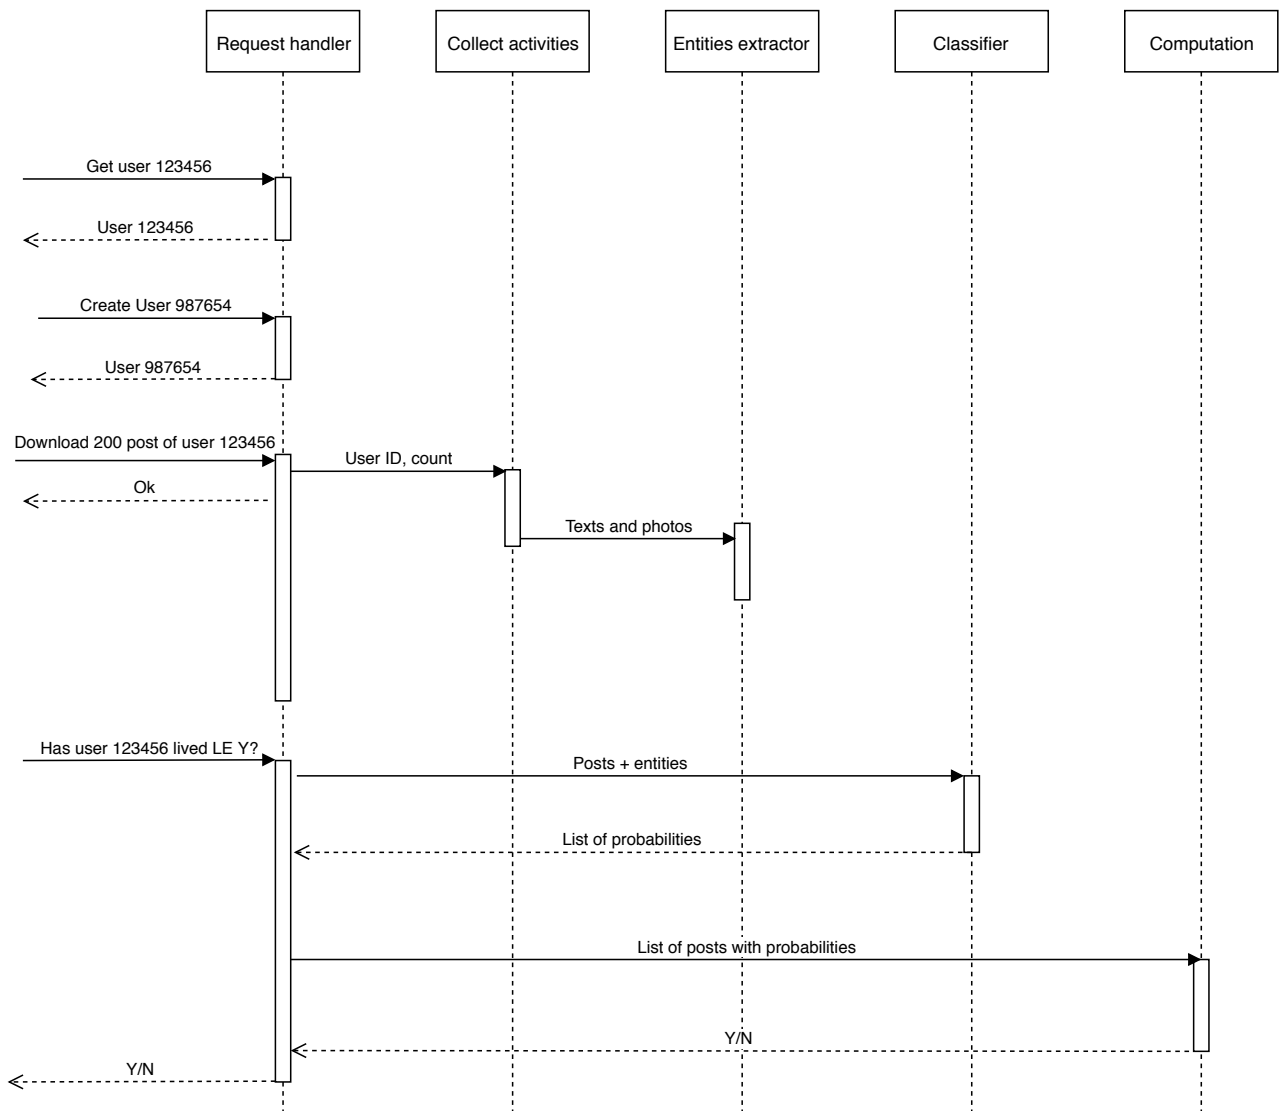 Request handler
Collect activities
Entities extractor
Classifier
Computation
Get user 123456
User 123456
Create User 987654
User 987654
Download 200 post of user 123456
User ID, count
Ok
Texts and photos
Has user 123456 lived LE Y?
Posts + entities
List of probabilities
List of posts with probabilities
Y/N
Y/N